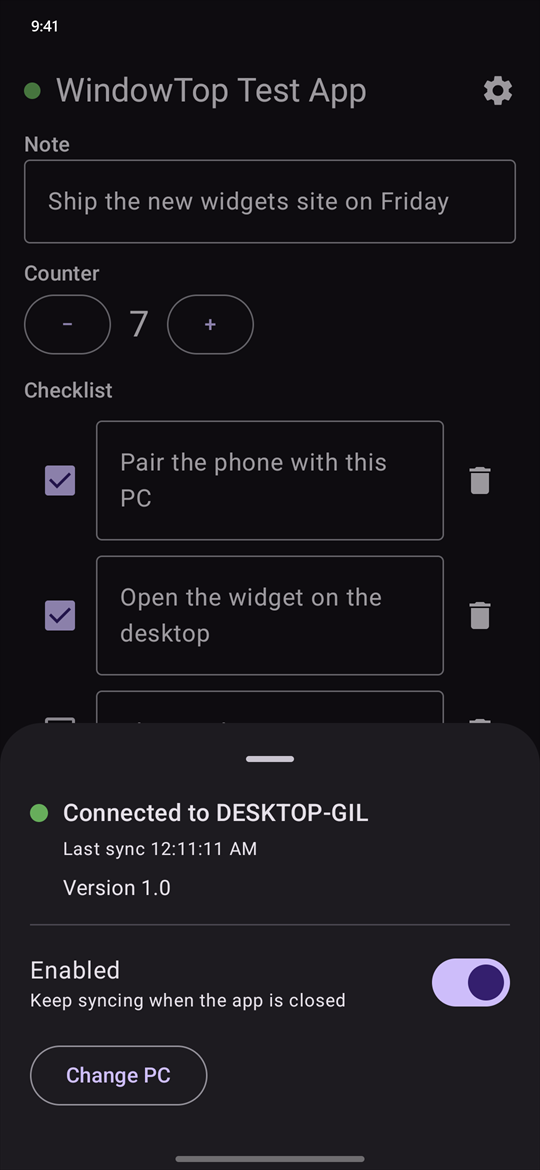 9:41
WindowTop Test App
Note
Ship the new widgets site on Friday
Counter
−
7
+
Checklist
Pair the phone with this
PC
Open the widget on the
desktop
Connected to DESKTOP-GIL
Last sync 12:11:11 AM
Version 1.0
Enabled
Keep syncing when the app is closed
Change PC